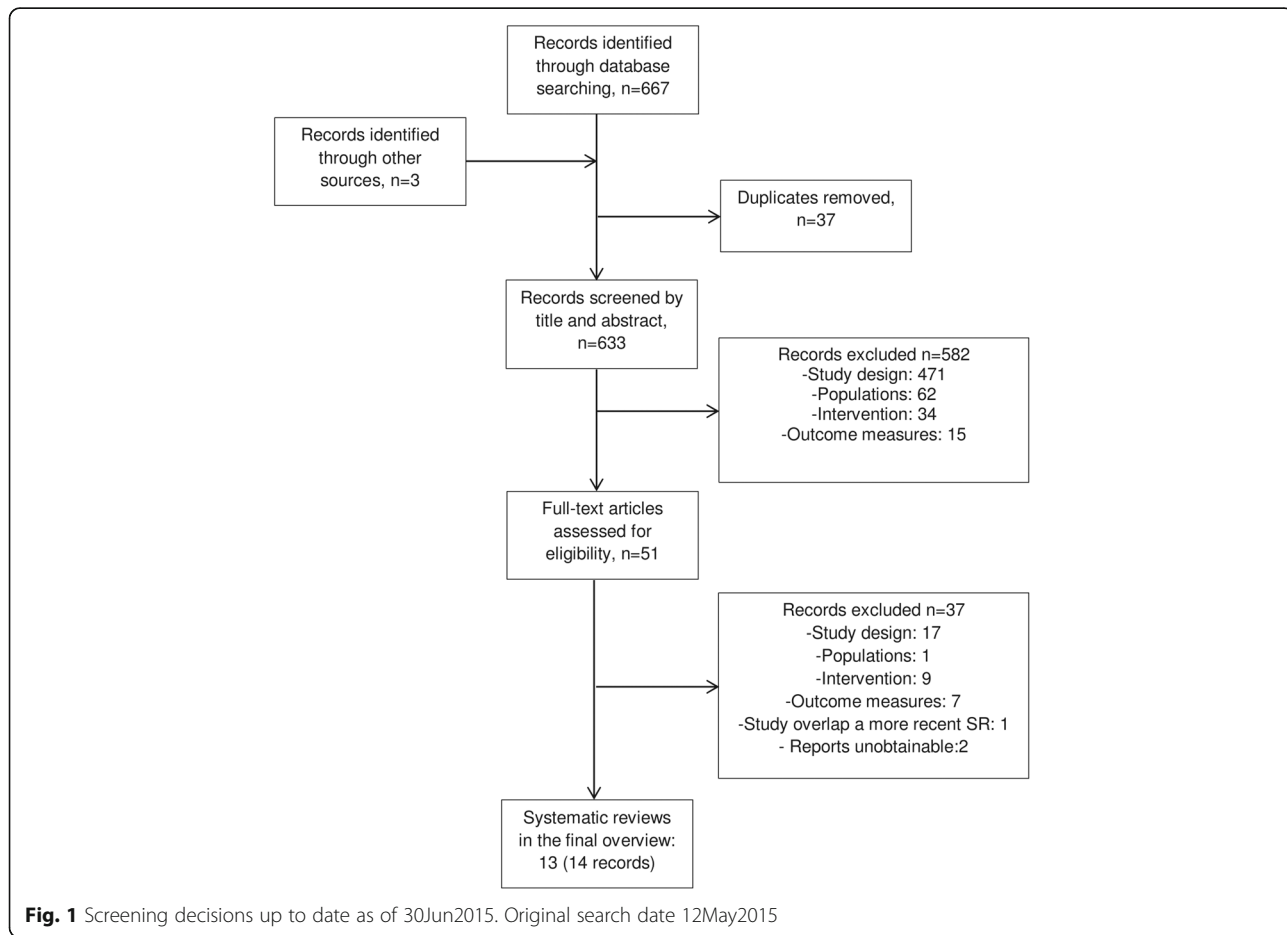 Records identified
through database
searching, n=667
Records identified
through other
sources, n=3
Duplicates removed,
n=37
Records screened by
title and abstract,
n=633
Records excluded n=582
-Study design: 471
-Populations: 62
-Intervention: 34
-Outcome measures: 15
Full-text articles
assessed for
eligibility, n=51
Records excluded n=37
-Study design: 17
-Populations: 1
-Intervention: 9
-Outcome measures: 7
-Study overlap a more recent SR: 1
- Reports unobtainable:2
Systematic reviews
in the final overview:
13 (14 records)
Fig. 1 Screening decisions up to date as of 30Jun2015. Original search date 12May2015